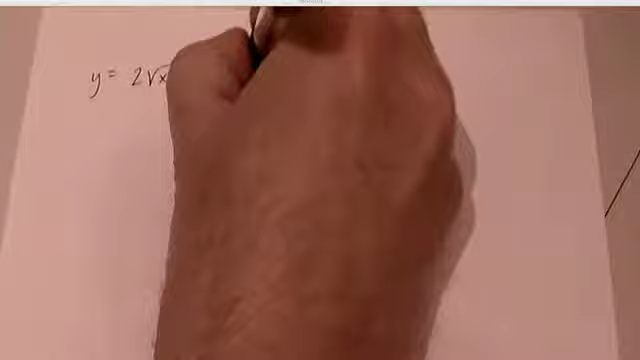 y = 2√x